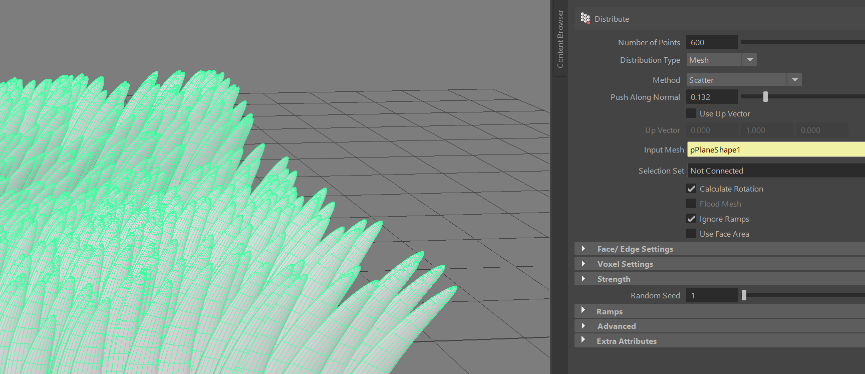 Content Browser
Distribute
Number of Points 600
Distribution Type Mesh
Method Scatter
Push Along Normal 0.132
Use Up Vector
Up Vector 0.000 1.000 0.000
Input Mesh pPlaneShape1
Selection Set Not Connected
Calculate Rotation
Flood Mesh
Ignore Ramps
Use Face Area
Face/ Edge Settings
Voxel Settings
Strength
Random Seed 1
Ramps
Advanced
Extra Attributes